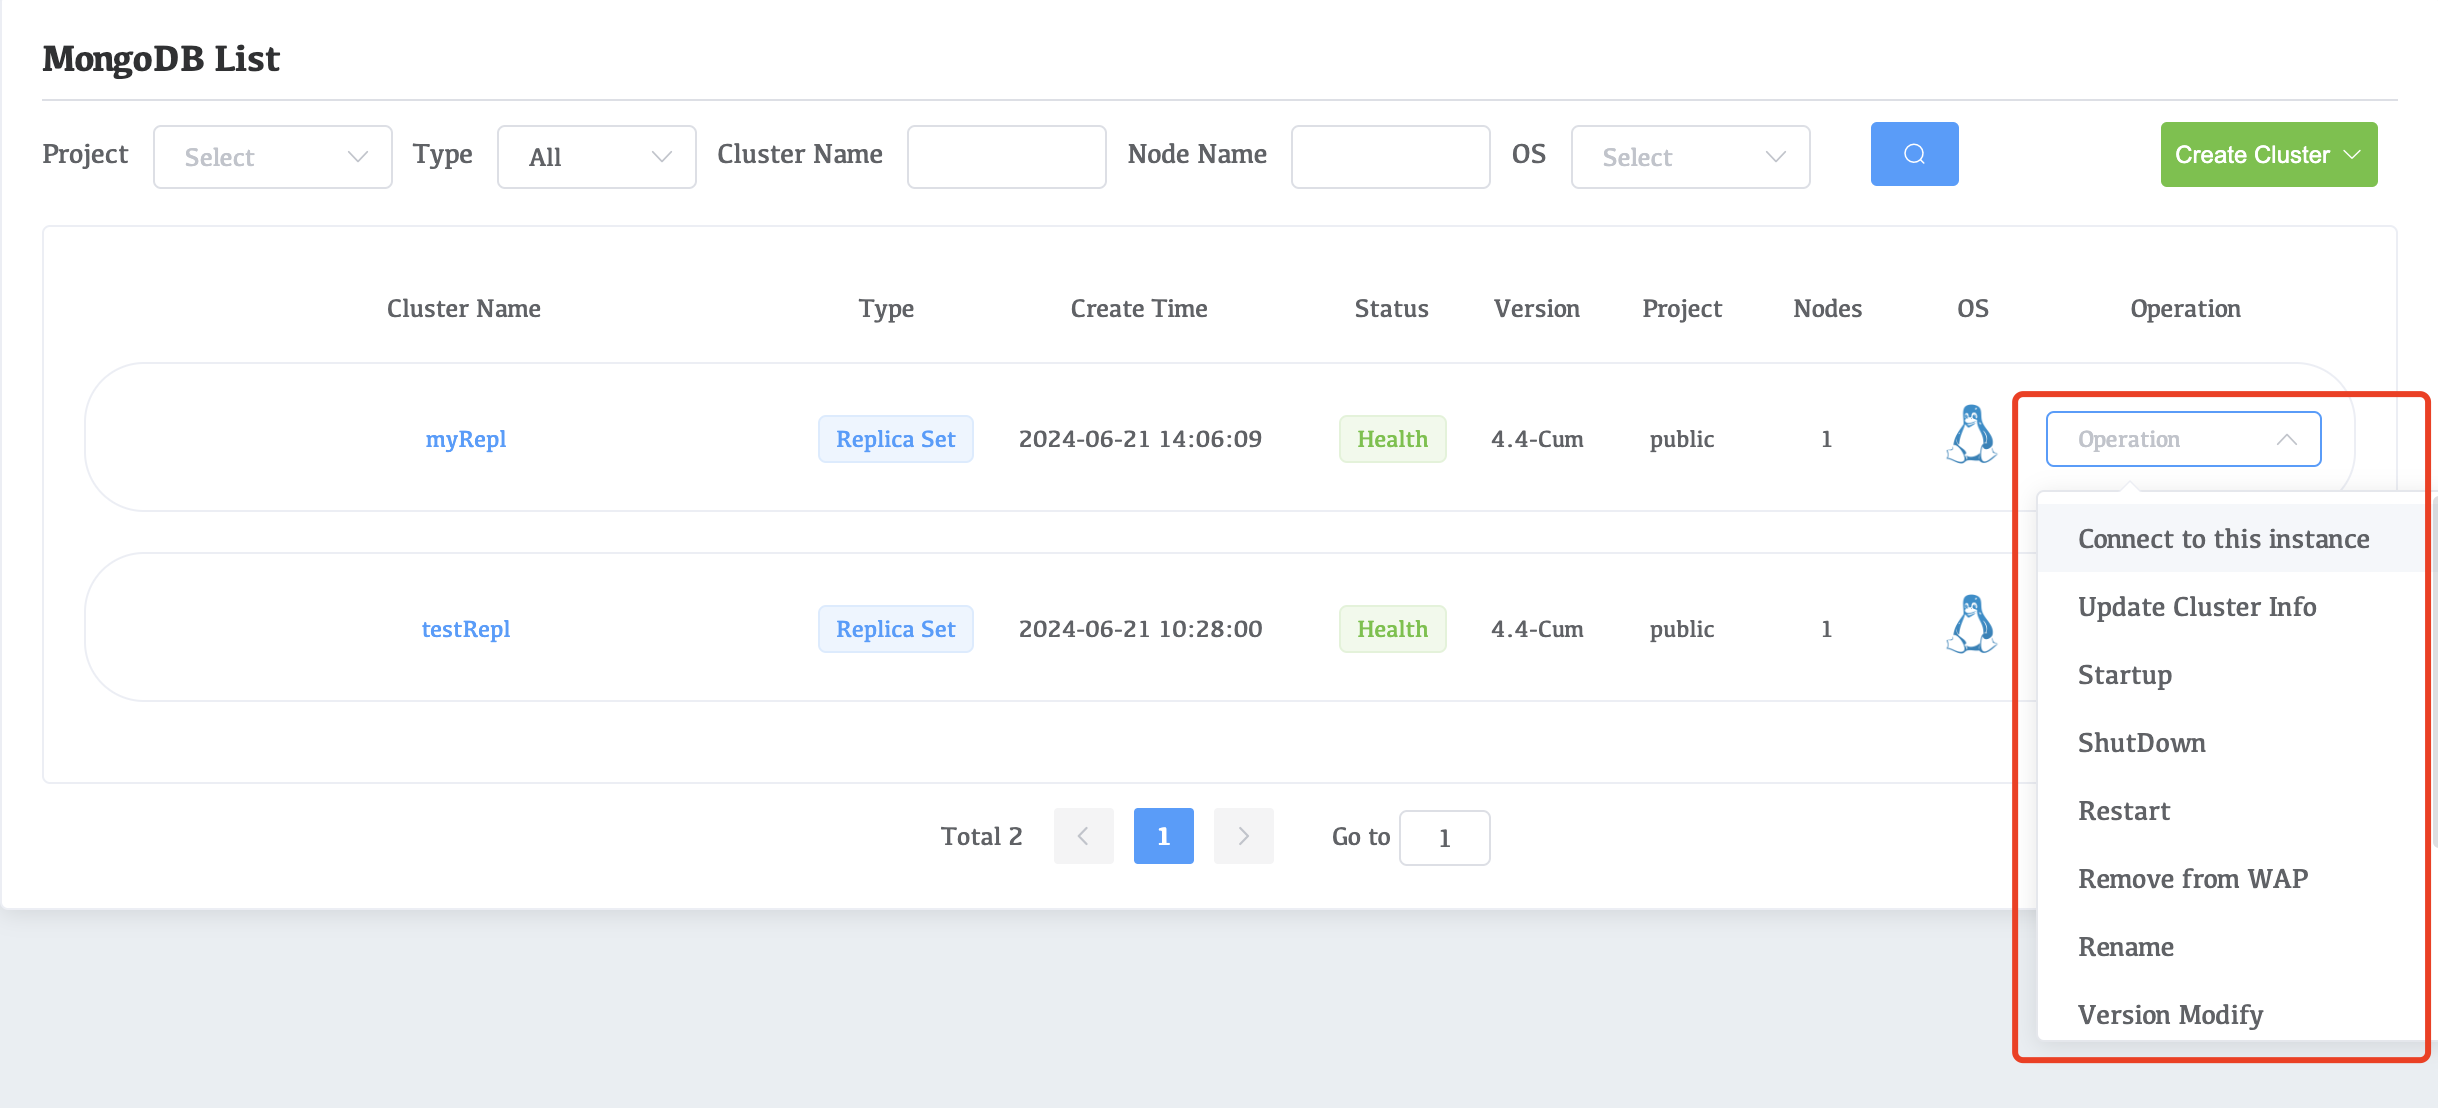 MongoDB List
Project Select Type All Cluster Name Node Name OS Select Create Cluster
Cluster Name Type Create Time Status Version Project Nodes OS Operation
myRepl Replica Set 2024-06-21 14:06:09 Health 4.4-Cum public 1 Operation
testRepl Replica Set 2024-06-21 10:28:00 Health 4.4-Cum public 1
Connect to this instance
Update Cluster Info
Startup
ShutDown
Restart
Remove from WAP
Rename
Version Modify
Total 2 1 Go to 1